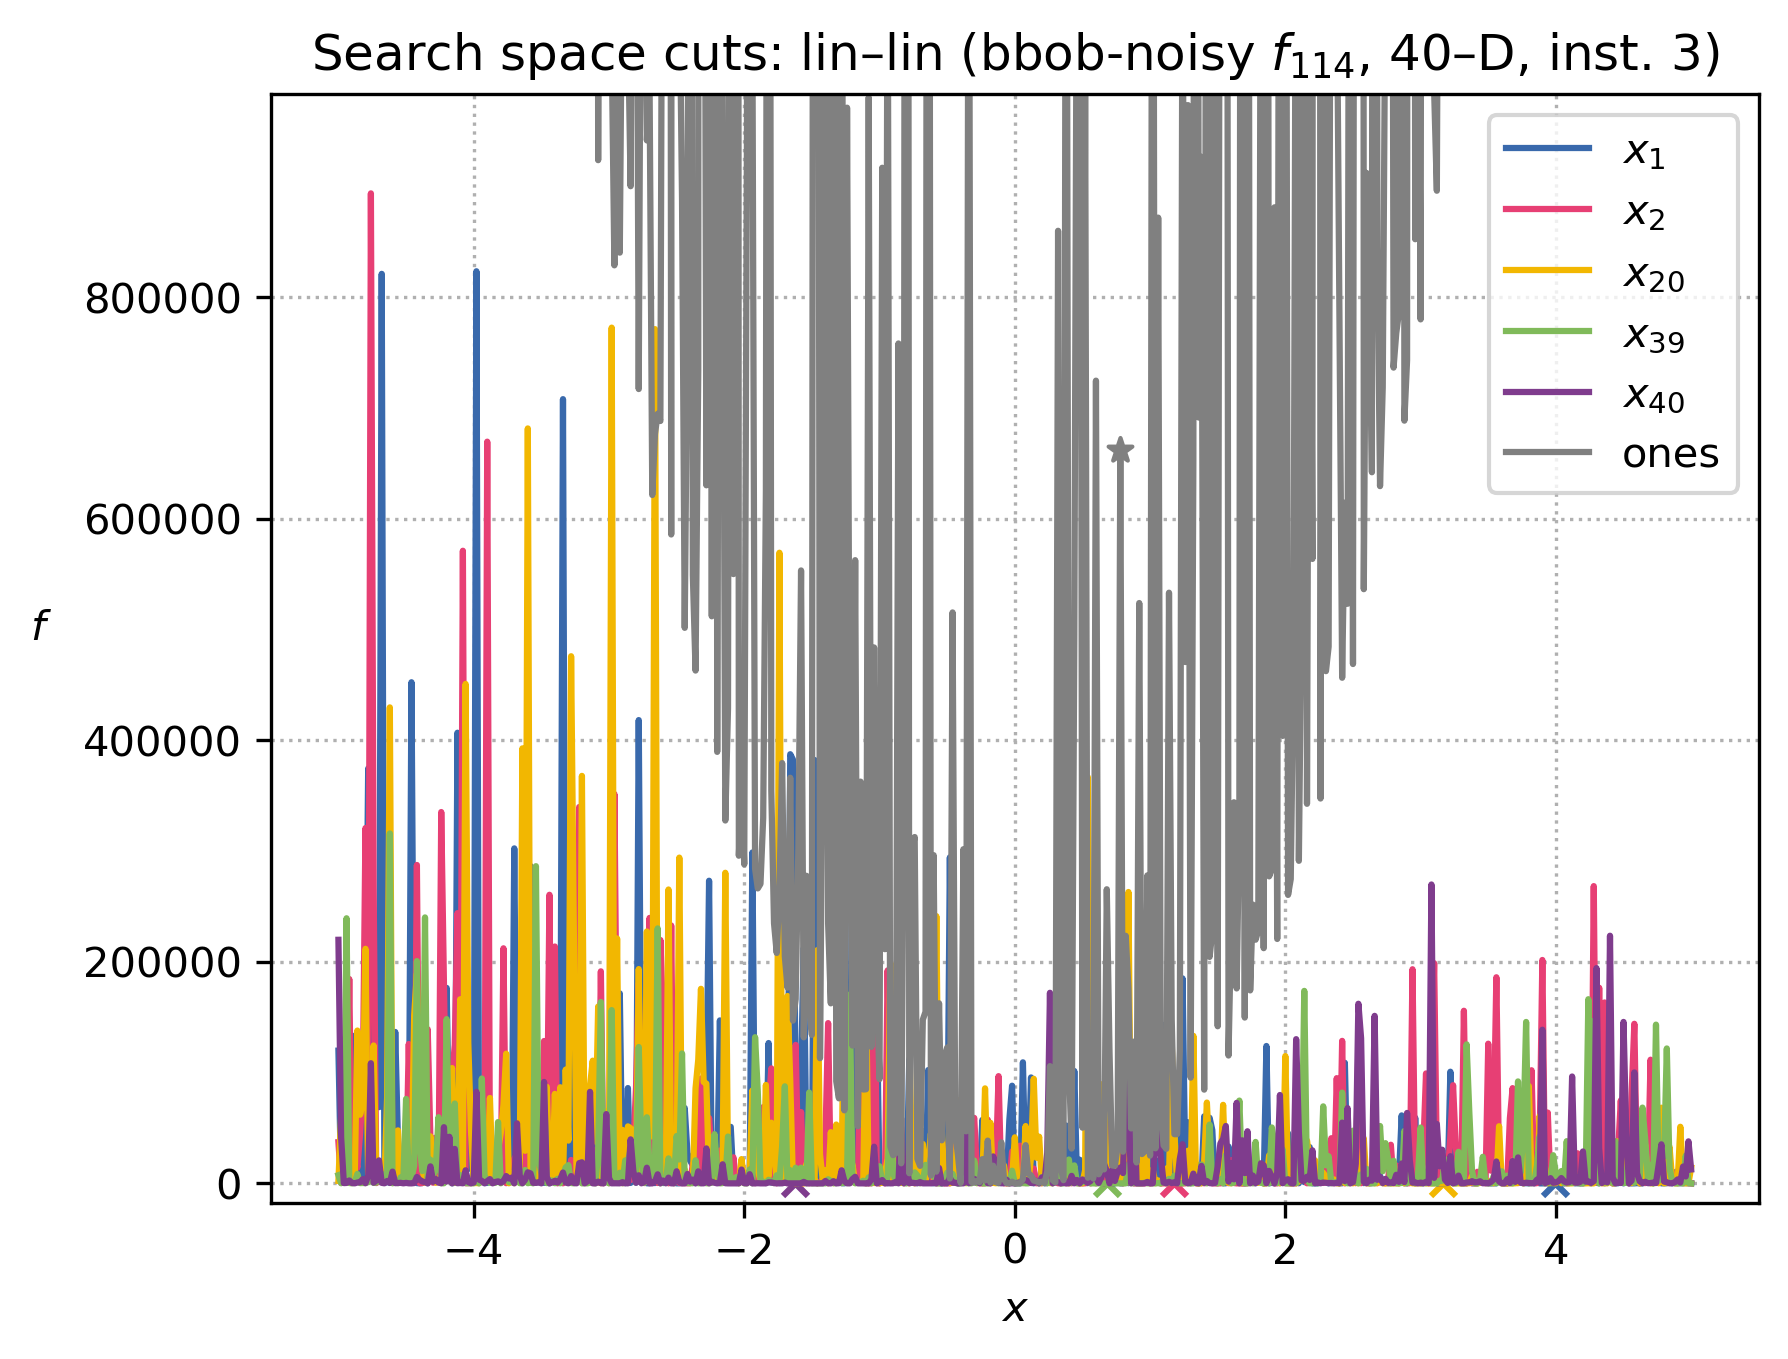 Search space cuts: lin–lin (bbob-noisy f114, 40–D, inst. 3)
x1
x2
x20
x39
x40
ones
800000
600000
400000
200000
0
f
−4 −2 0 2 4
x